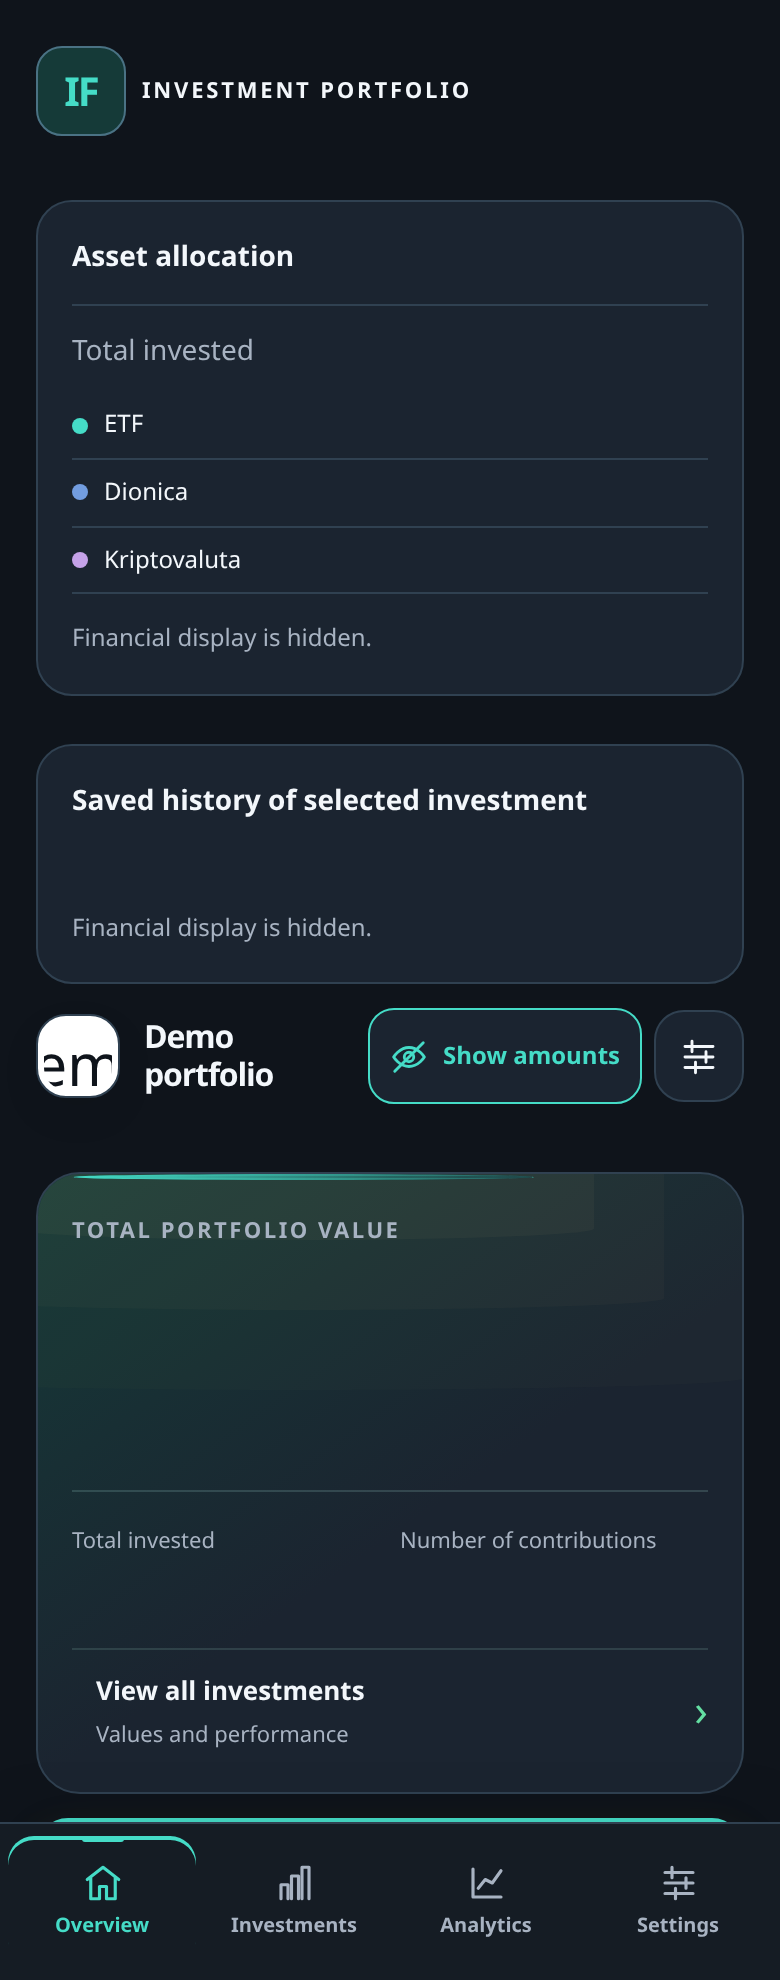 IF
INVESTMENT PORTFOLIO
Asset allocation
Total invested
ETF
Dionica
Kriptovaluta
Financial display is hidden.
Saved history of selected investment
Financial display is hidden.
em
Demo
portfolio
Show amounts
TOTAL PORTFOLIO VALUE
Total invested
Number of contributions
View all investments
Values and performance
Overview
Investments
Analytics
Settings